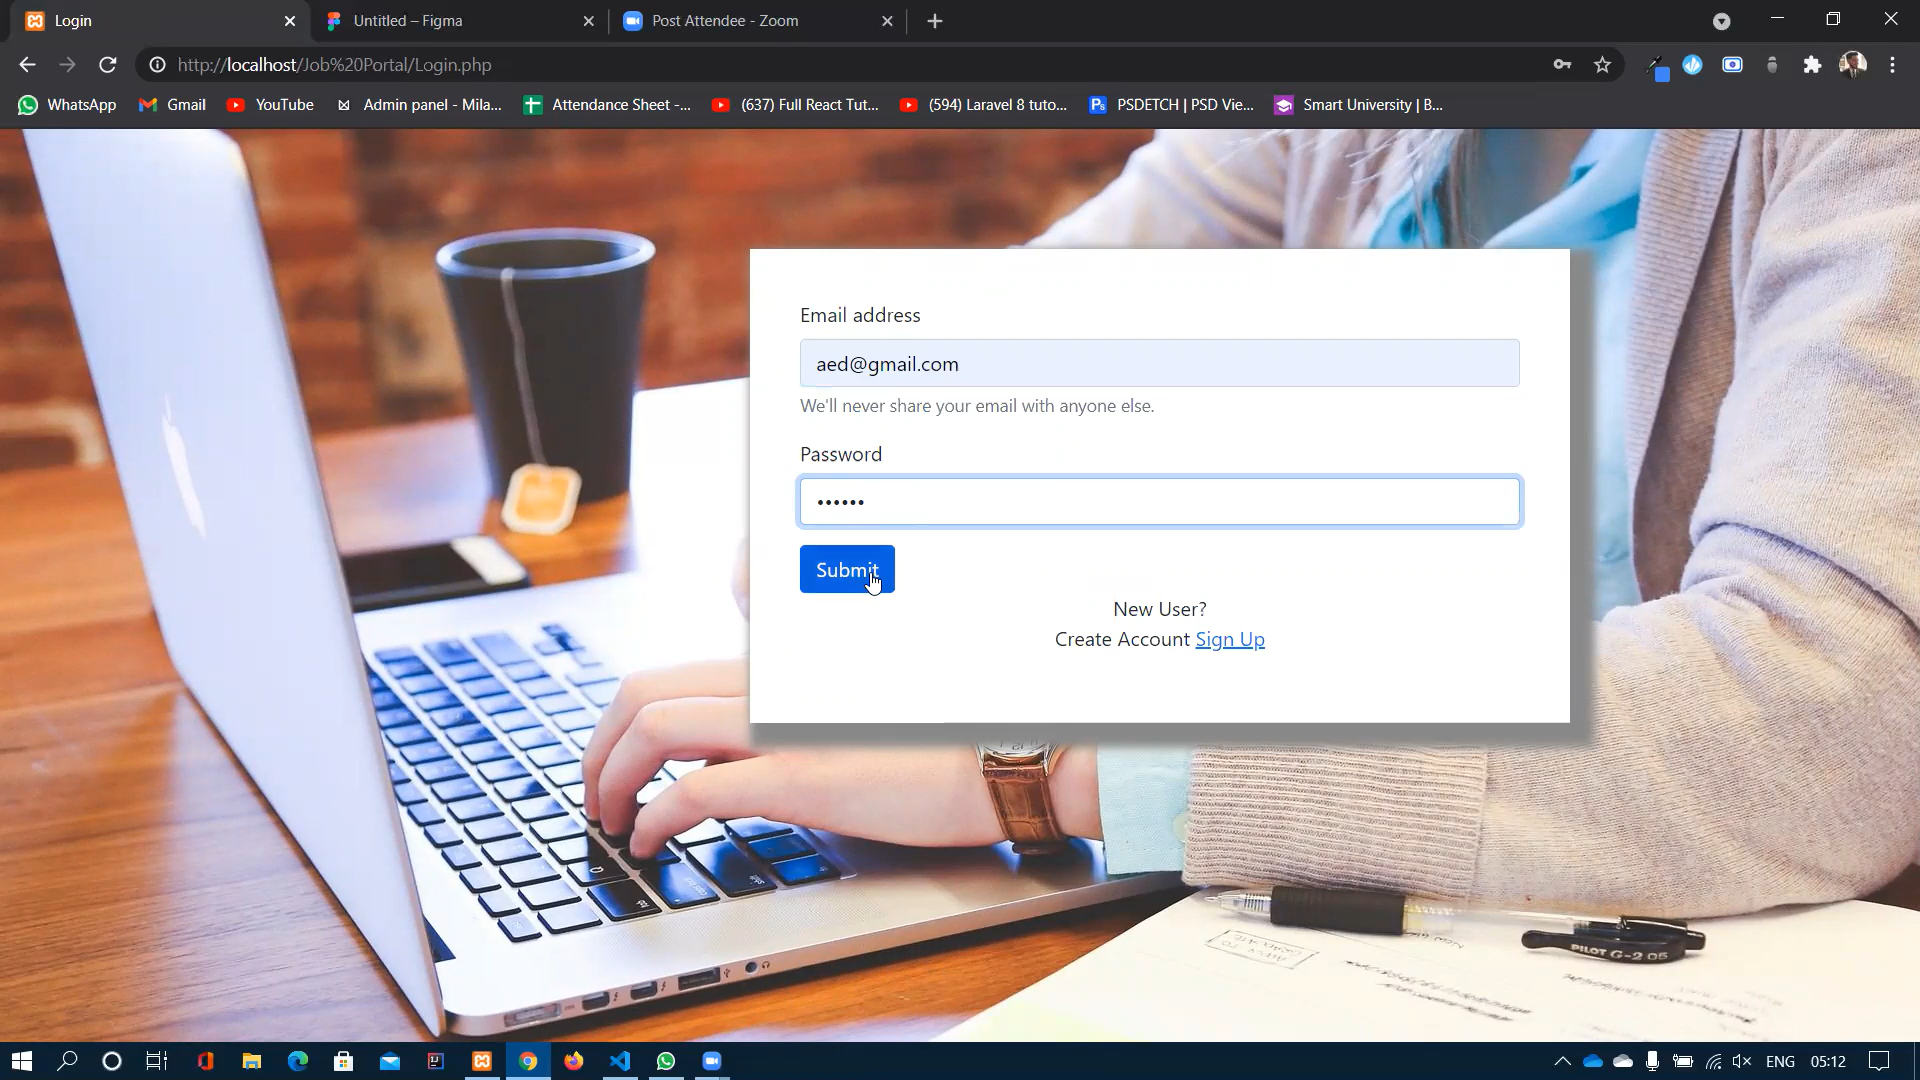 Login
Untitled – Figma
Post Attendee - Zoom
http://localhost/Job%20Portal/Login.php
WhatsApp
Gmail
YouTube
Admin panel - Mila...
Attendance Sheet -...
(637) Full React Tut...
(594) Laravel 8 tuto...
Ps
PSDETCH | PSD Vie...
Smart University | B...
Email address
aed@gmail.com
We'll never share your email with anyone else.
Password
••••••
Submit
New User?
Create Account Sign Up
PILOT G-2 05
ENG
05:12